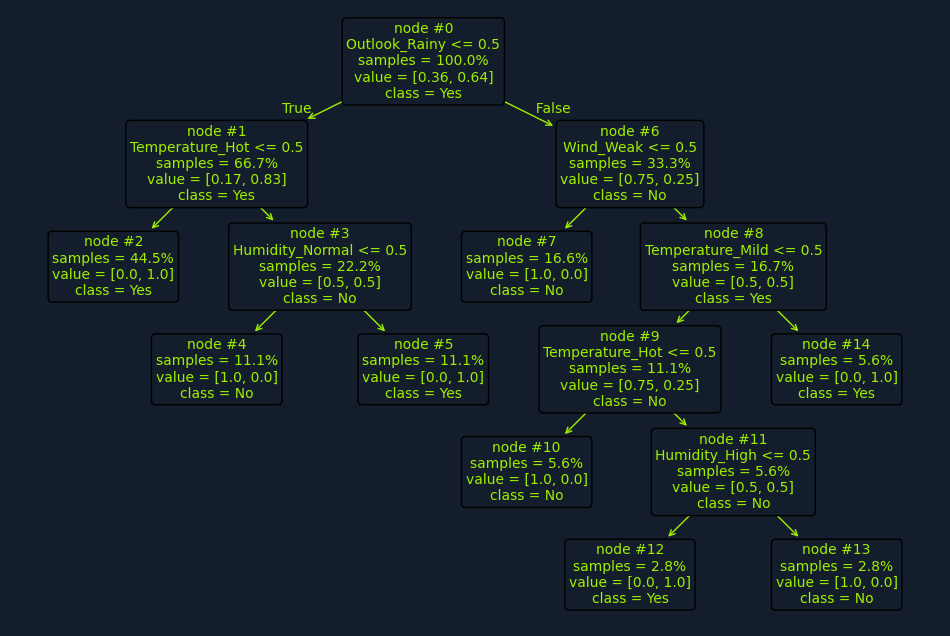 node #0
Outlook_Rainy <= 0.5
samples = 100.0%
value = [0.36, 0.64]
class = Yes
True
False
node #1
Temperature_Hot <= 0.5
samples = 66.7%
value = [0.17, 0.83]
class = Yes
node #6
Wind_Weak <= 0.5
samples = 33.3%
value = [0.75, 0.25]
class = No
node #2
samples = 44.5%
value = [0.0, 1.0]
class = Yes
node #3
Humidity_Normal <= 0.5
samples = 22.2%
value = [0.5, 0.5]
class = No
node #7
samples = 16.6%
value = [1.0, 0.0]
class = No
node #8
Temperature_Mild <= 0.5
samples = 16.7%
value = [0.5, 0.5]
class = Yes
node #4
samples = 11.1%
value = [1.0, 0.0]
class = No
node #5
samples = 11.1%
value = [0.0, 1.0]
class = Yes
node #9
Temperature_Hot <= 0.5
samples = 11.1%
value = [0.75, 0.25]
class = No
node #14
samples = 5.6%
value = [0.0, 1.0]
class = Yes
node #10
samples = 5.6%
value = [1.0, 0.0]
class = No
node #11
Humidity_High <= 0.5
samples = 5.6%
value = [0.5, 0.5]
class = No
node #12
samples = 2.8%
value = [0.0, 1.0]
class = Yes
node #13
samples = 2.8%
value = [1.0, 0.0]
class = No